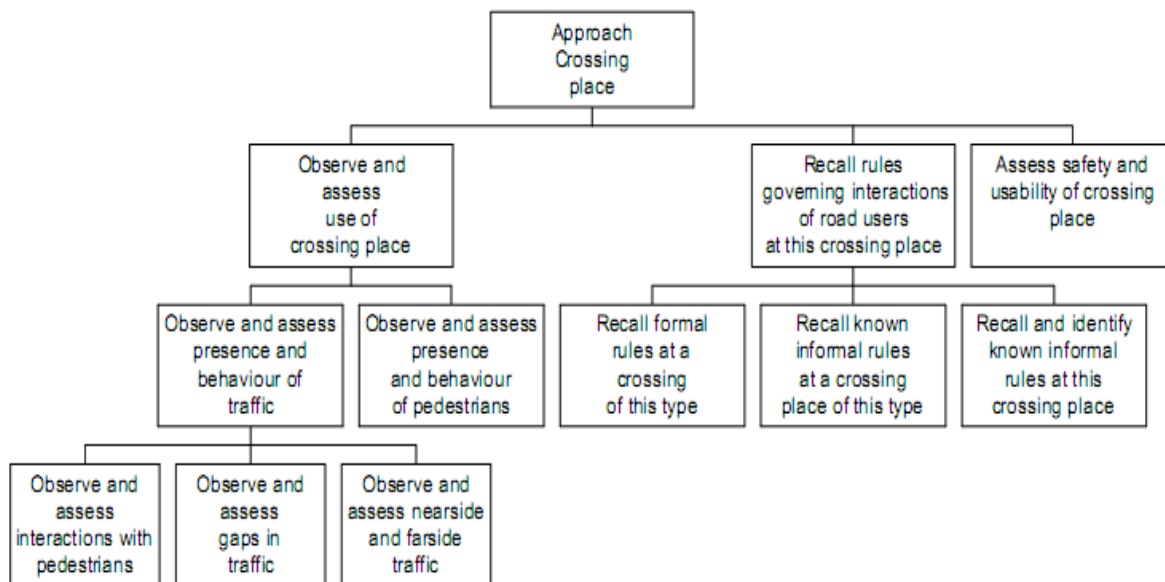 Approach
Crossing
place
Observe and
assess
use of
crossing place
Recall rules
governing interactions
of road users
at this crossing place
Assess safety and
usability of crossing
place
Observe and assess
presence and
behaviour of
traffic
Observe and assess
presence
and behaviour
of pedestrians
Recall formal
rules at a
crossing
of this type
Recall known
informal rules
at a crossing
place of this type
Recall and identify
known informal
rules at this
crossing place
Observe and
assess
interactions with
pedestrians
Observe and
assess
gaps in
traffic
Observe and
assess nearside
and farside
traffic